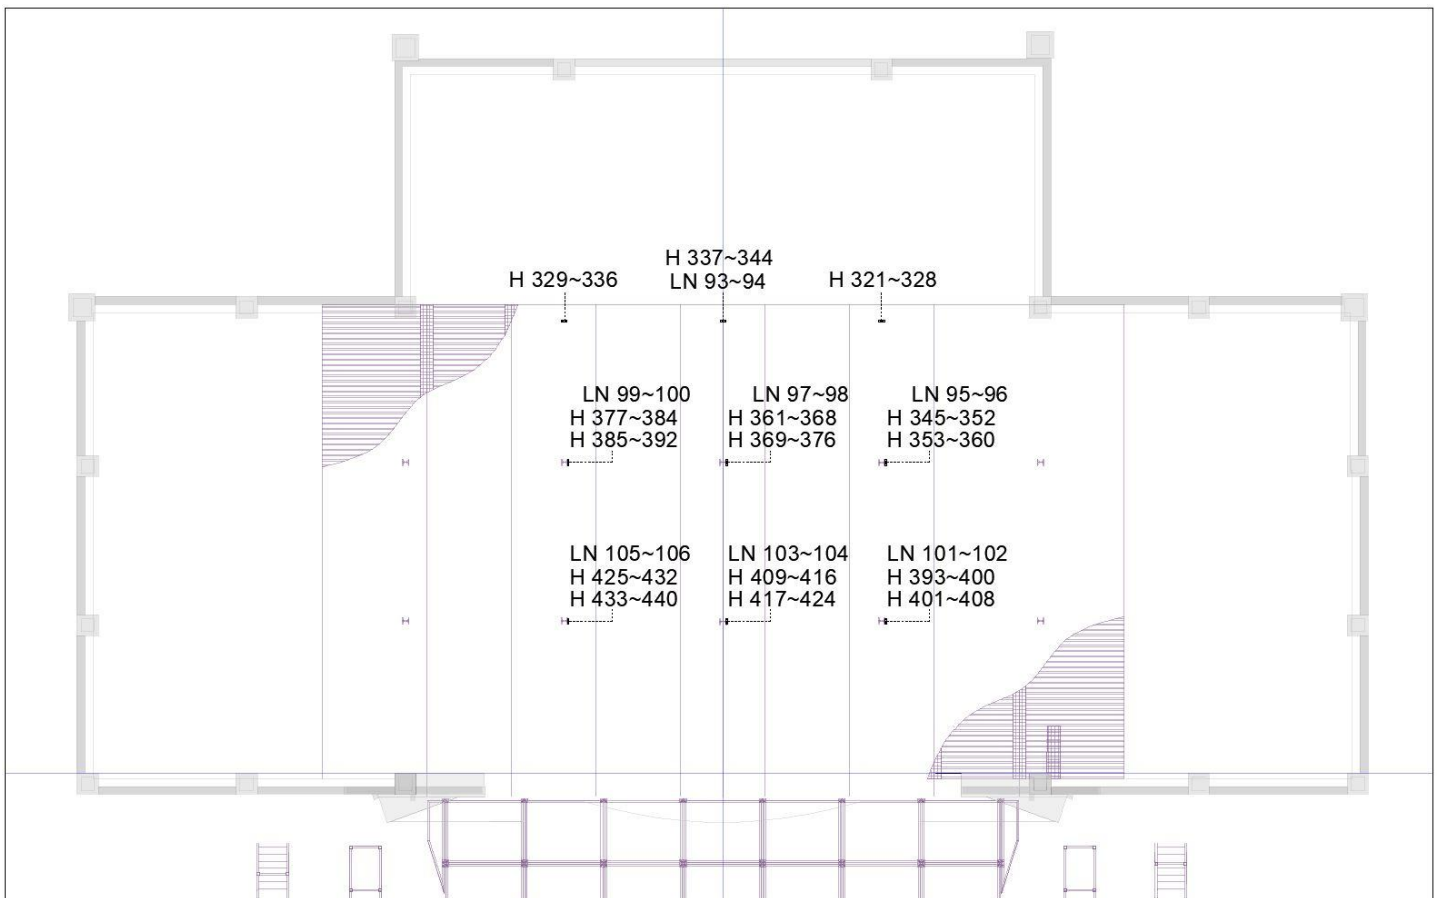 H 337~344
H 329~336
LN 93~94
H 321~328
LN 99~100
H 377~384
H 385~392
LN 97~98
H 361~368
H 369~376
LN 95~96
H 345~352
H 353~360
LN 105~106
H 425~432
H 433~440
LN 103~104
H 409~416
H 417~424
LN 101~102
H 393~400
H 401~408